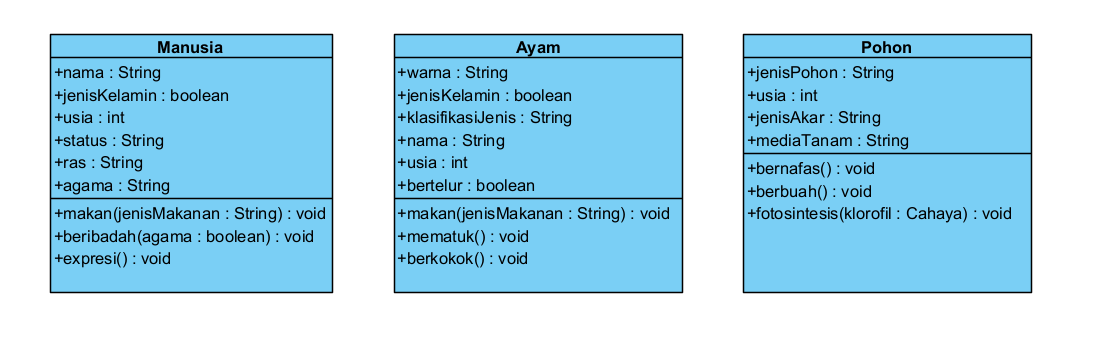 Manusia
+nama : String
+jenisKelamin : boolean
+usia : int
+status : String
+ras : String
+agama : String
+makan(jenisMakanan : String) : void
+beribadah(agama : boolean) : void
+expresi() : void
Ayam
+warna : String
+jenisKelamin : boolean
+klasifikasiJenis : String
+nama : String
+usia : int
+bertelur : boolean
+makan(jenisMakanan : String) : void
+mematuk() : void
+berkokok() : void
Pohon
+jenisPohon : String
+usia : int
+jenisAkar : String
+mediaTanam : String
+bernafas() : void
+berbuah() : void
+fotosintesis(klorofil : Cahaya) : void